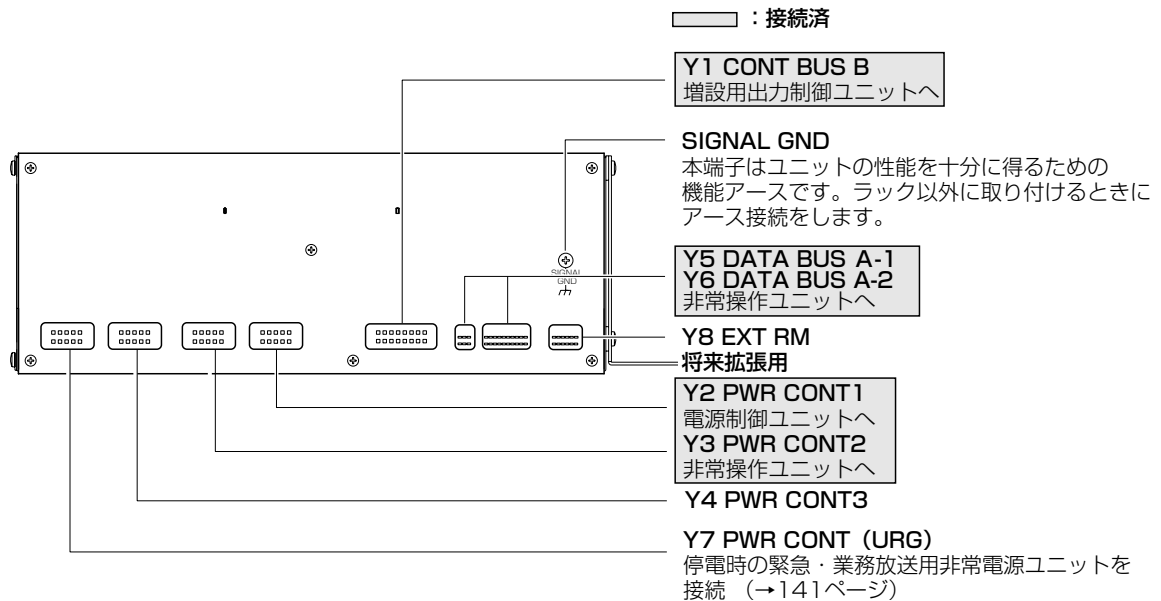 ：接続済
Y1 CONT BUS B
増設用出力制御ユニットへ
SIGNAL GND
本端子はユニットの性能を十分に得るための
機能アースです。ラック以外に取り付けるときに
アース接続をします。
SIGNAL
GND
Y5 DATA BUS A-1
Y6 DATA BUS A-2
非常操作ユニットへ
Y8 EXT RM
将来拡張用
Y2 PWR CONT1
電源制御ユニットへ
Y3 PWR CONT2
非常操作ユニットへ
Y4 PWR CONT3
Y7 PWR CONT（URG）
停電時の緊急・業務放送用非常電源ユニットを
接続 （→141ページ）